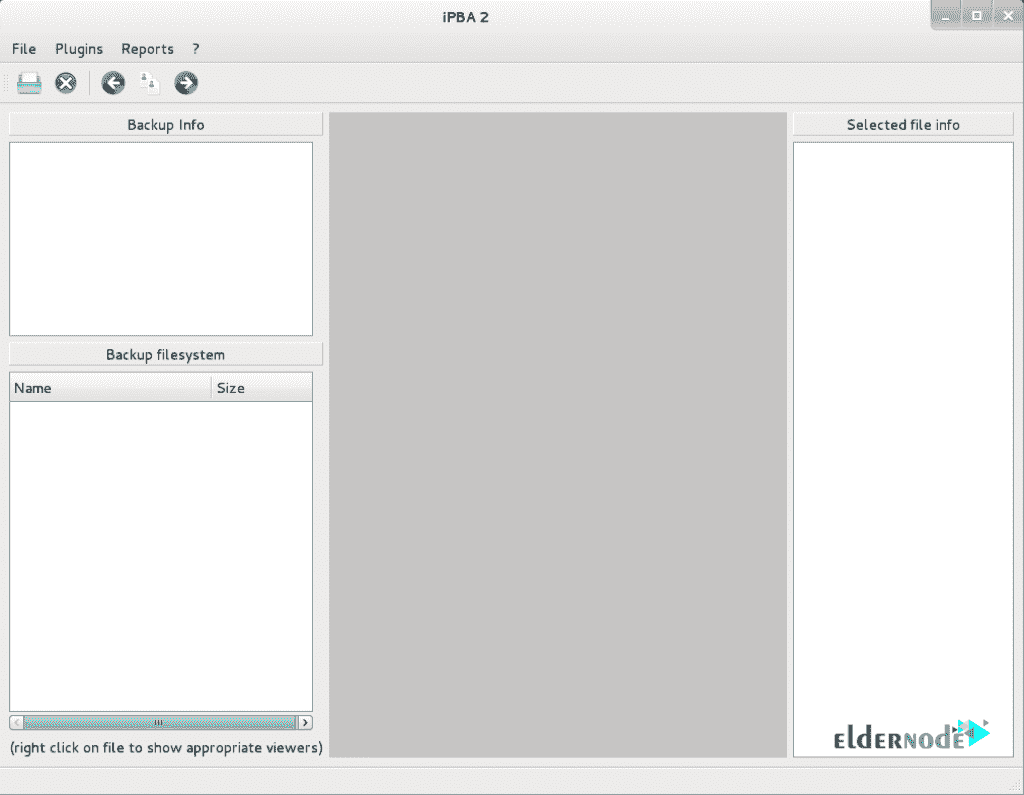 iPBA 2
File Plugins Reports ?
Backup Info
Selected file info
Backup filesystem
Name Size
(right click on file to show appropriate viewers)
eldernode